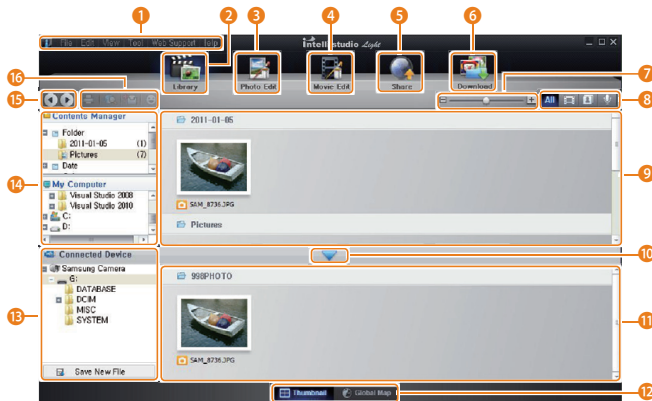 1 2 3 4 5 6
File Edit View Tool Web Support Help
Intelli-studio Light
16
Library Photo Edit Movie Edit Share Download
7
15
All
8
Contents Manager
2011-01-05
Folder
2011-01-05 (1)
Pictures (7)
Date
14
My Computer
Visual Studio 2008
Visual Studio 2010
C:
D:
SAM_8736.JPG
9
Pictures
10
Connected Device
Samsung Camera
G:
DATABASE
DCIM
MISC
SYSTEM
13
Save New File
998PHOTO
SAM_8736.JPG
11
Thumbnail Global Map
12